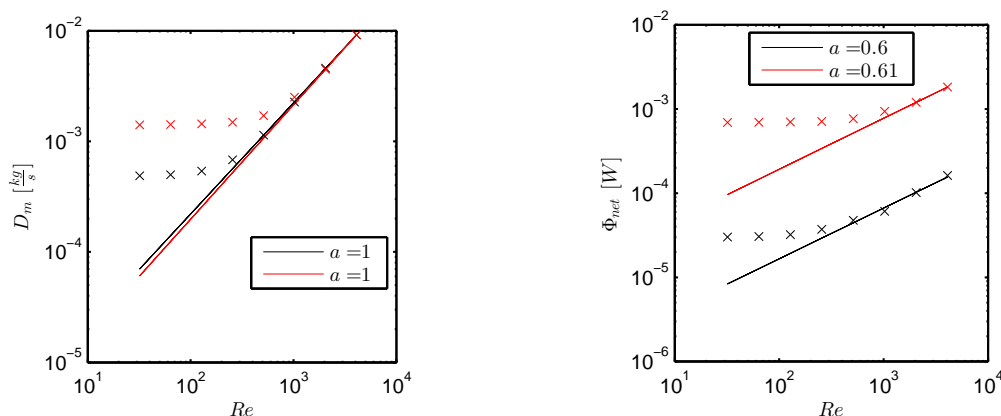 10^-2
10^-3
10^-4
10^-5
10^1 10^2 10^3 10^4
D_m [kg/s]
Re
a =1
a =1
10^-2
10^-3
10^-4
10^-5
10^-6
10^1 10^2 10^3 10^4
Φ_net [W]
Re
a =0.6
a =0.61